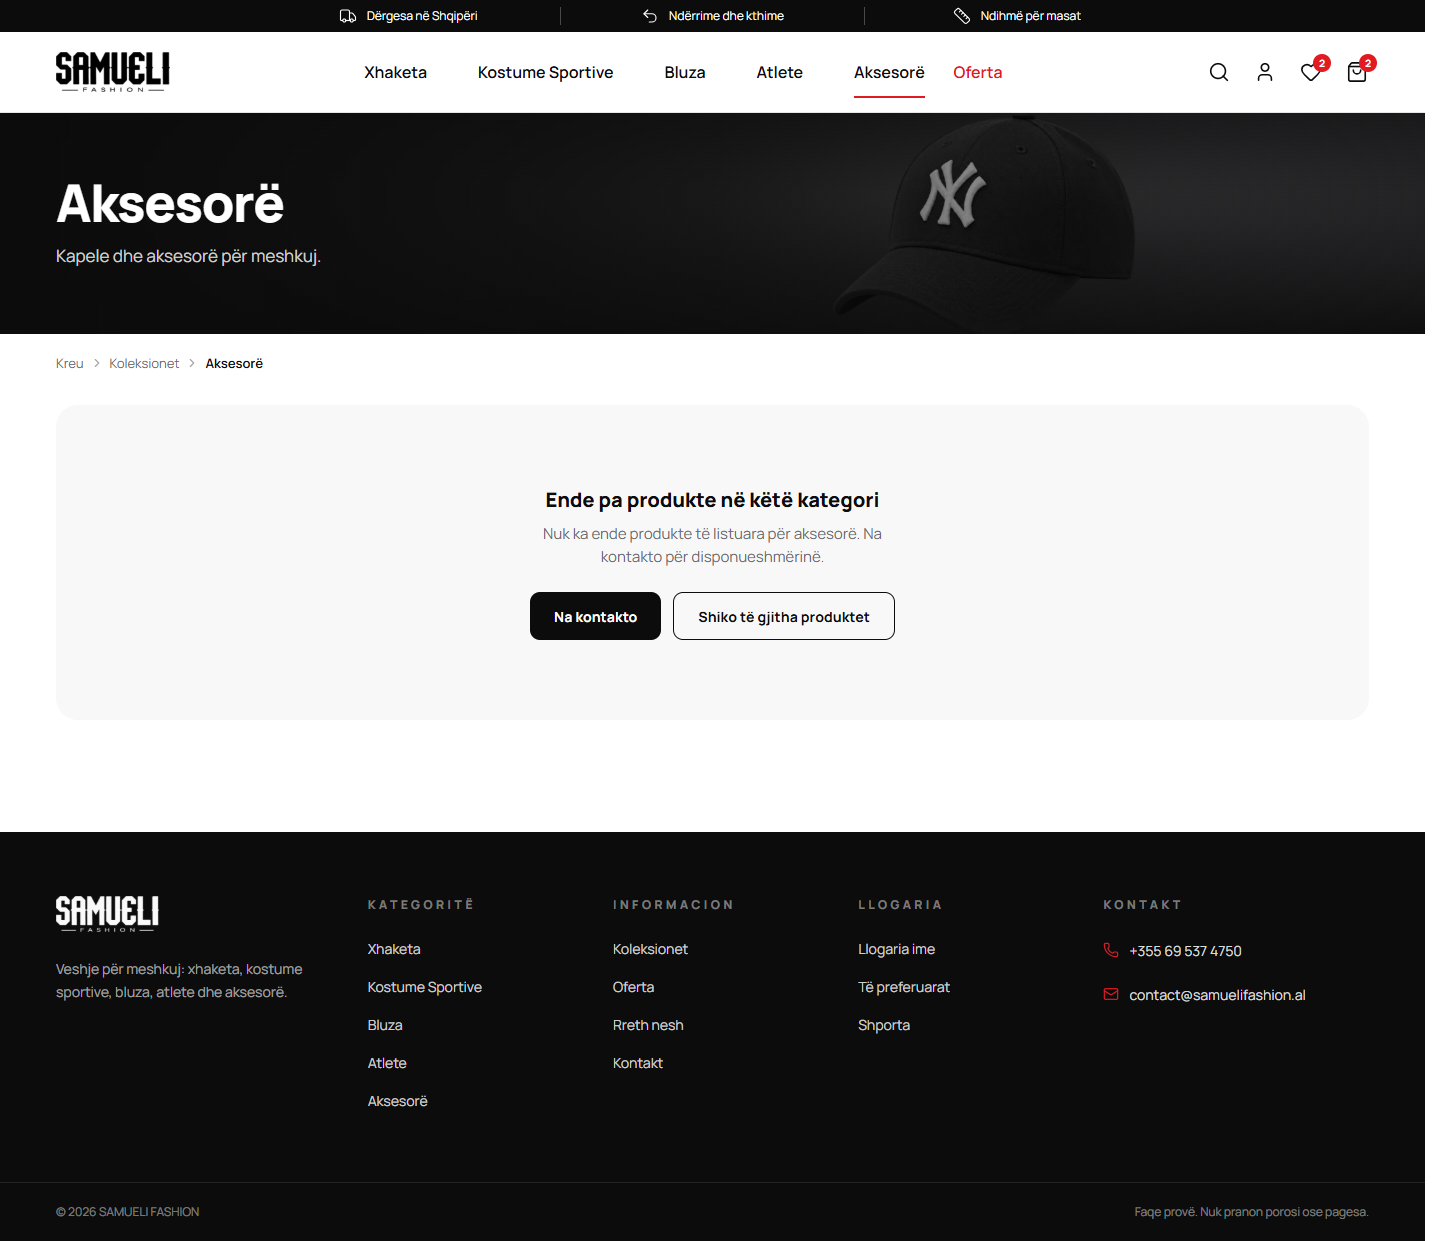 Dërgesa në Shqipëri
Ndërrime dhe kthime
Ndihmë për masat
SAMUELI
FASHION
Xhaketa
Kostume Sportive
Bluza
Atlete
Aksesorë
Oferta
2
2
Aksesorë
Kapele dhe aksesorë për meshkuj.
NY
Kreu
Koleksionet
Aksesorë
Ende pa produkte në këtë kategori
Nuk ka ende produkte të listuara për aksesorë. Na
kontakto për disponueshmërinë.
Na kontakto
Shiko të gjitha produktet
SAMUELI
FASHION
Veshje për meshkuj: xhaketa, kostume
sportive, bluza, atlete dhe aksesorë.
KATEGORITË
Xhaketa
Kostume Sportive
Bluza
Atlete
Aksesorë
INFORMACION
Koleksionet
Oferta
Rreth nesh
Kontakt
LLOGARIA
Llogaria ime
Të preferuarat
Shporta
KONTAKT
+355 69 537 4750
contact@samuelifashion.al
© 2026 SAMUELI FASHION
Faqe provë. Nuk pranon porosi ose pagesa.